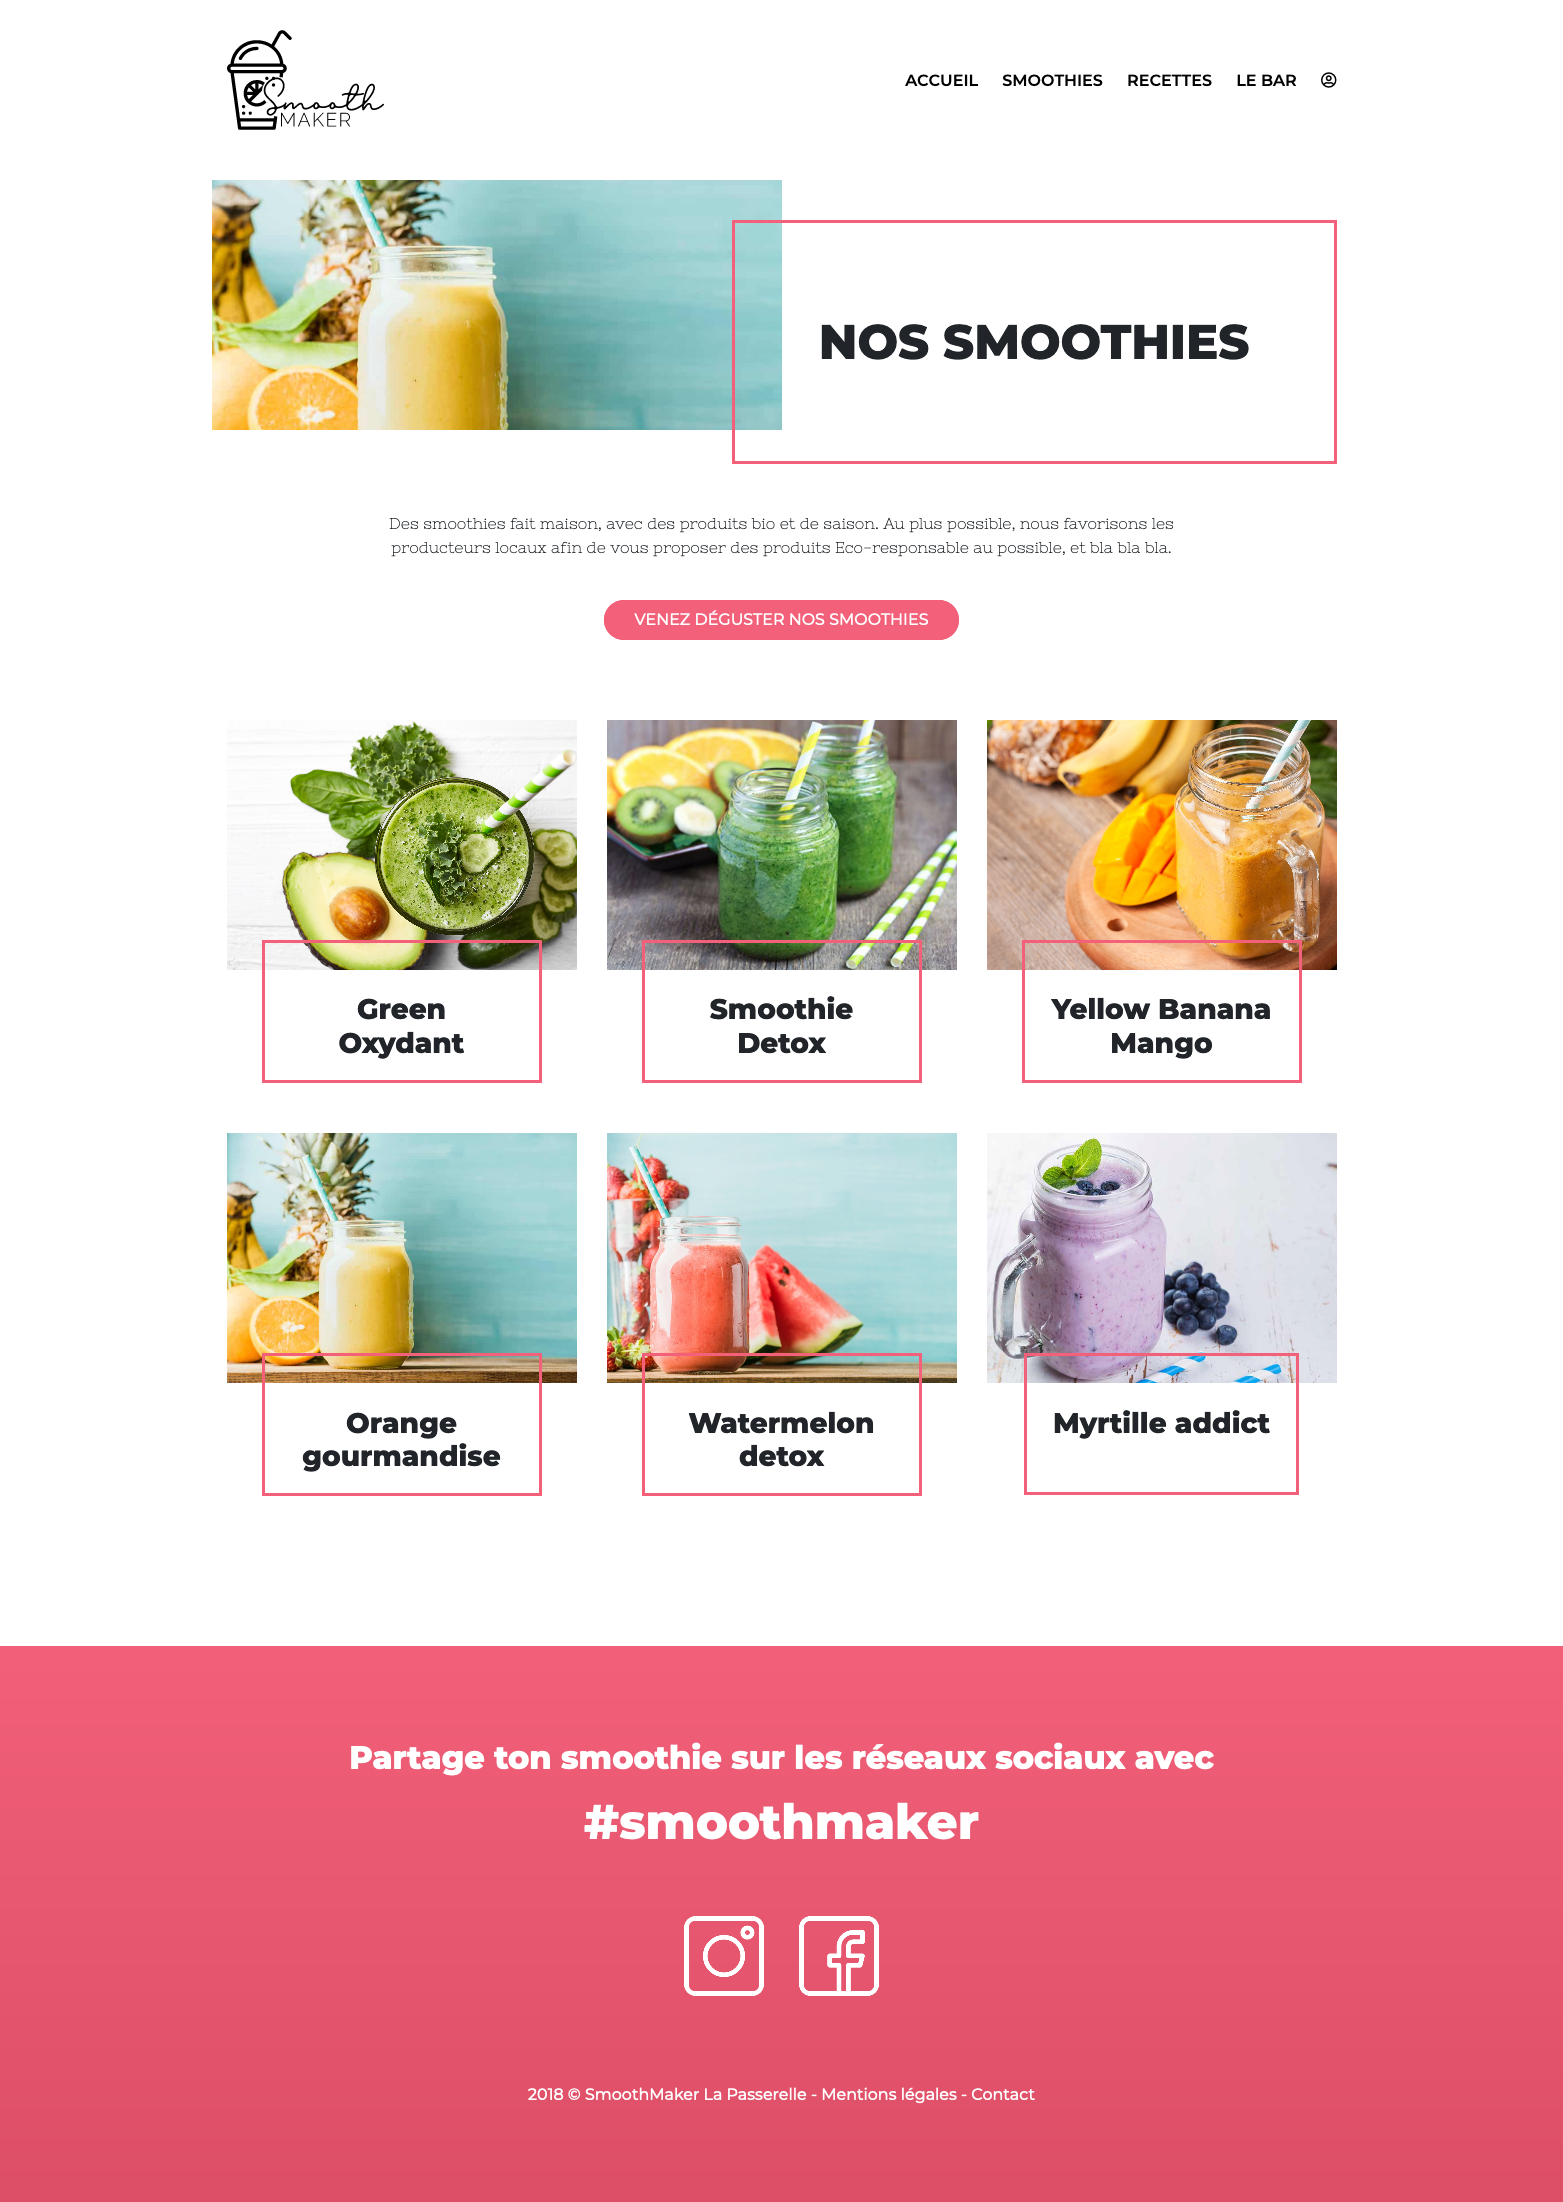 Smooth
MAKER
ACCUEIL SMOOTHIES RECETTES LE BAR
NOS SMOOTHIES
Des smoothies fait maison, avec des produits bio et de saison. Au plus possible, nous favorisons les
producteurs locaux afin de vous proposer des produits Eco-responsable au possible, et bla bla bla.
VENEZ DÉGUSTER NOS SMOOTHIES
Green
Oxydant
Smoothie
Detox
Yellow Banana
Mango
Orange
gourmandise
Watermelon
detox
Myrtille addict
Partage ton smoothie sur les réseaux sociaux avec
#smoothmaker
2018 © SmoothMaker La Passerelle - Mentions légales - Contact